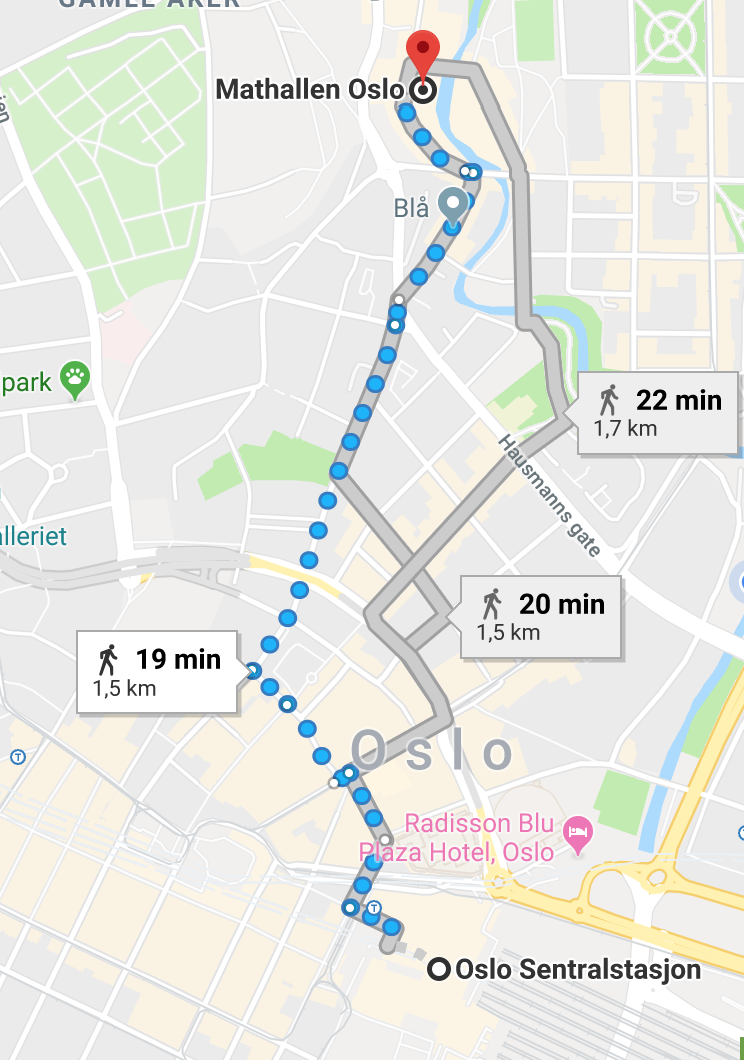 GAMLE AKER
Mathallen Oslo
Blå
park
22 min
1,7 km
Hausmanns gate
alleriet
20 min
1,5 km
19 min
1,5 km
Oslo
T
Radisson Blu
Plaza Hotel, Oslo
T
Oslo Sentralstasjon